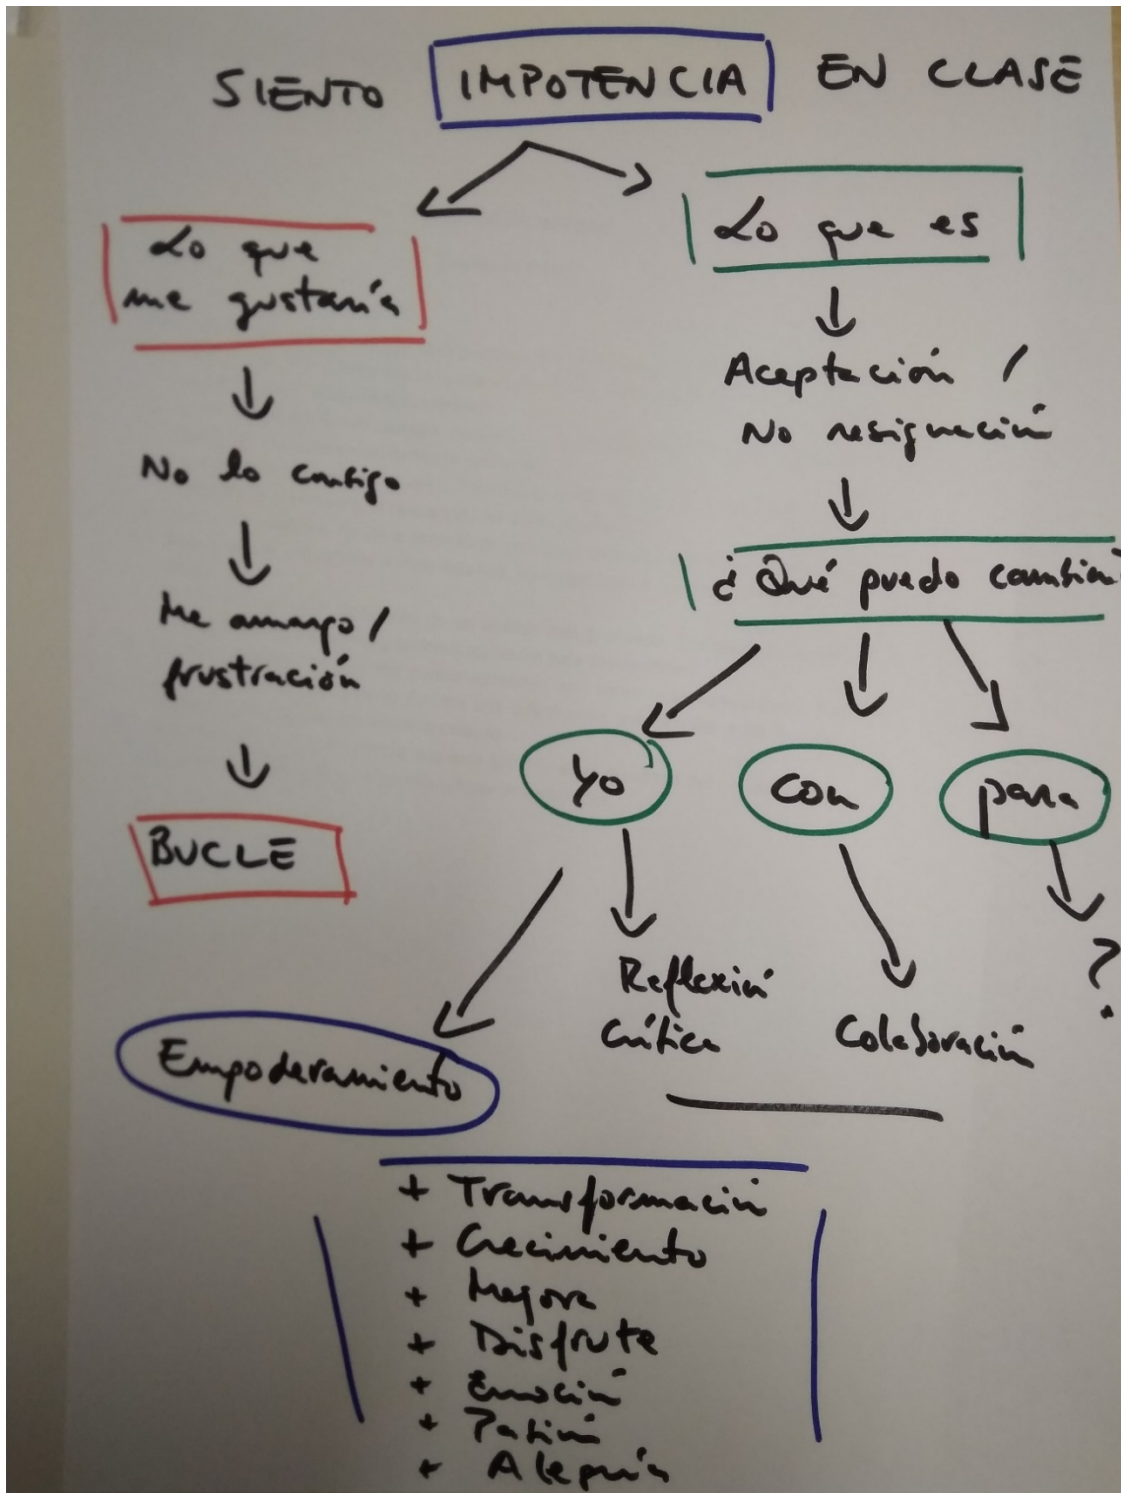 SIENTO IMPOTENCIA EN CLASE
Lo que
me gustaría
No lo consigo
Me amargo /
frustración
BUCLE
Lo que es
Aceptación /
No resignación
¿Qué puedo cambiar?
yo
con
para
Empoderamiento
Reflexión
Crítica
Colaboración
?
+ Transformación
+ Crecimiento
+ Mejora
+ Disfrute
+ Emoción
+ Pasión
+ Alegría